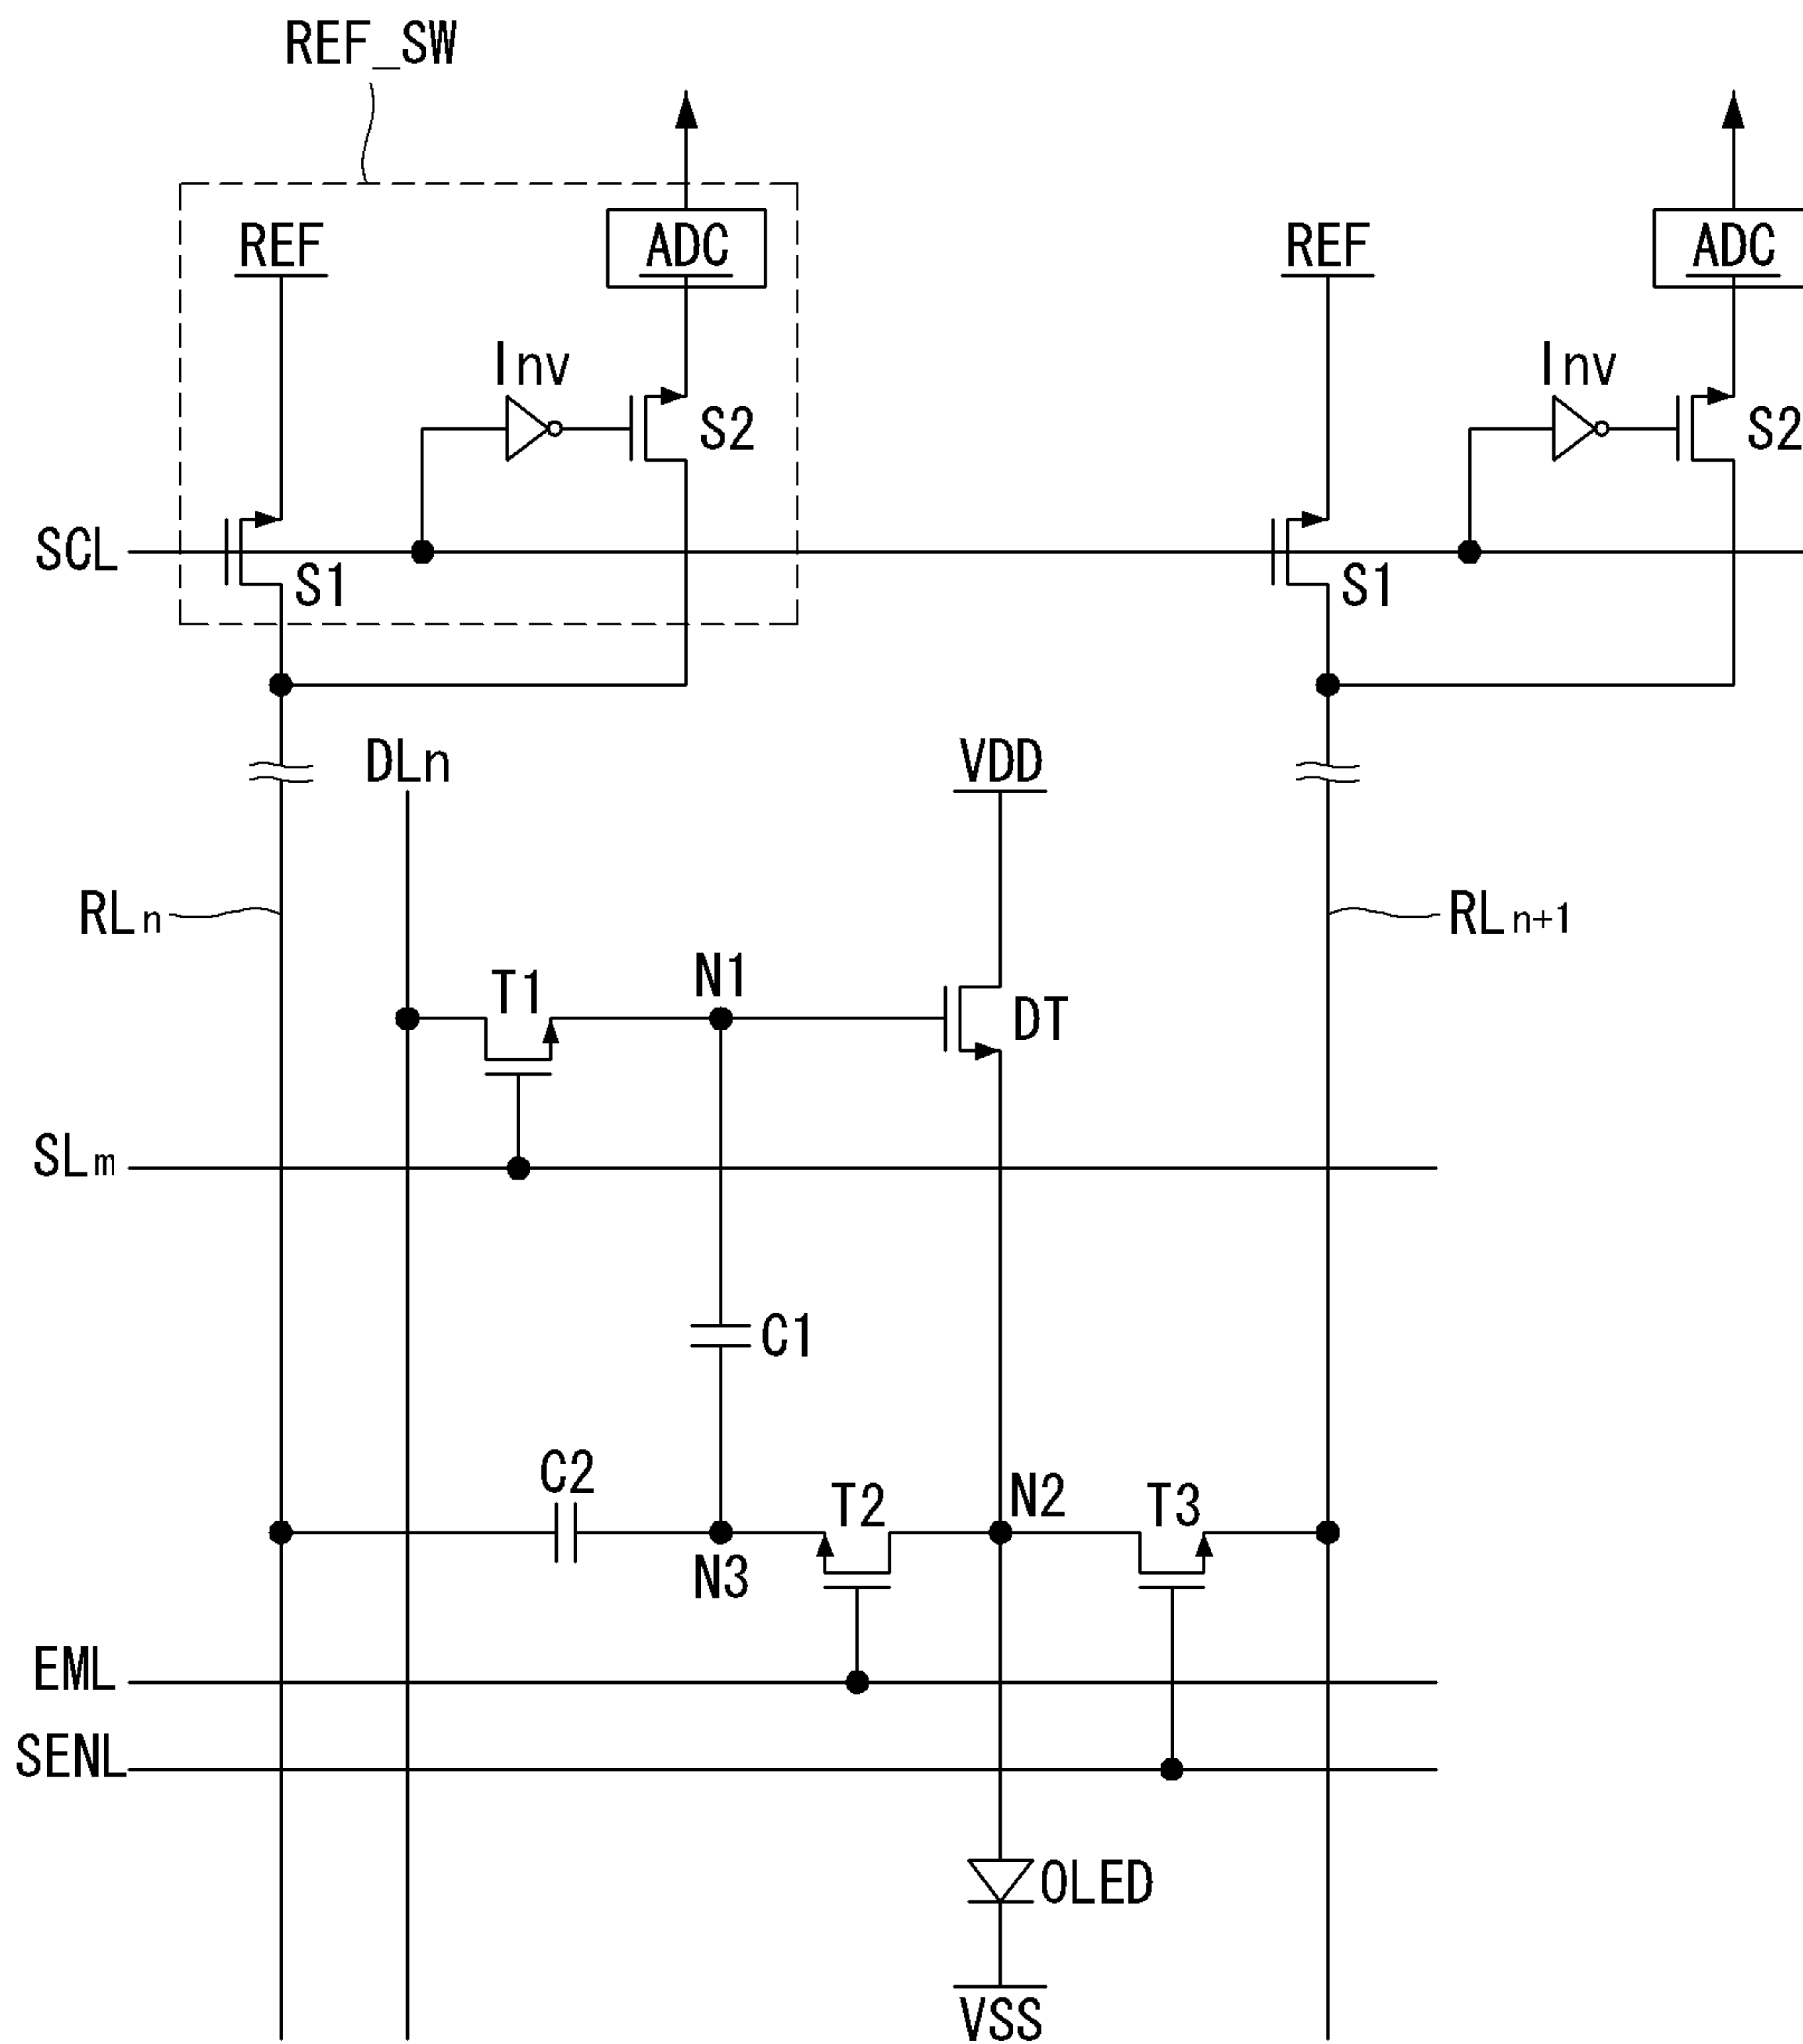 REF_SW
REF
ADC
REF
ADC
Inv
S2
Inv
S2
SCL
S1
S1
DLn
VDD
RLn
RLn+1
T1
N1
DT
SLm
C1
C2
T2
N2
T3
N3
EML
SENL
OLED
VSS